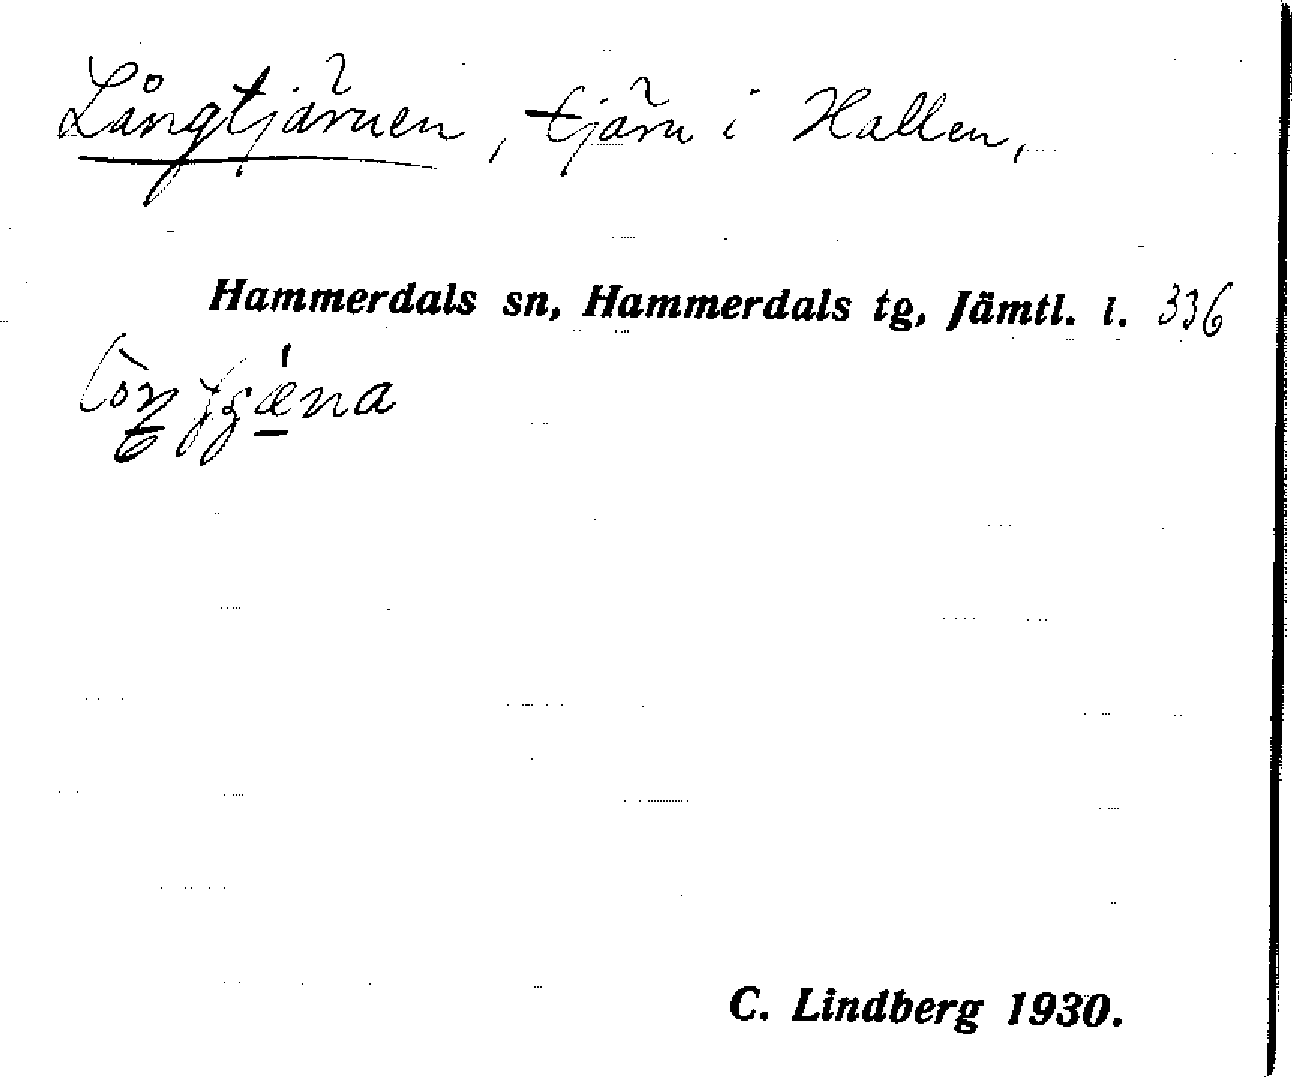 Långtjärnen, tjärn i Hallen,
Hammerdals sn, Hammerdals tg, Jämtl. l. 336
C. Lindberg 1930.